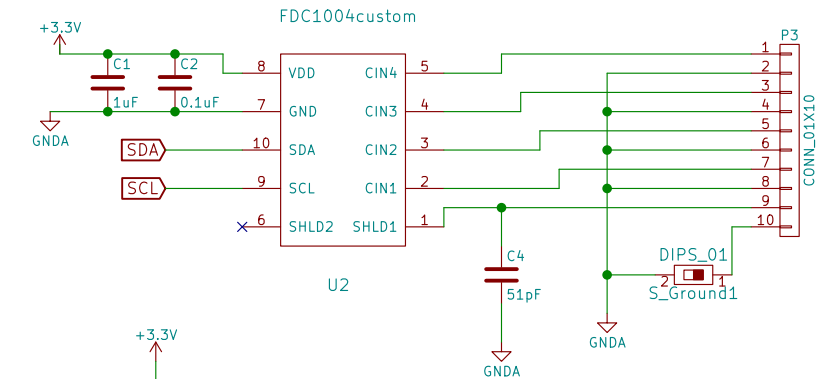 FDC1004custom
+3.3V
P3
C1
C2
1uF
0.1uF
GNDA
8 VDD CIN4 5
7 GND CIN3 4
SDA 10 SDA CIN2 3
SCL 9 SCL CIN1 2
6 SHLD2 SHLD1 1
U2
1
2
3
4
5
6
7
8
9
10
CONN_01X10
C4
51pF
GNDA
DIPS_01
2 1
S_Ground1
GNDA
+3.3V